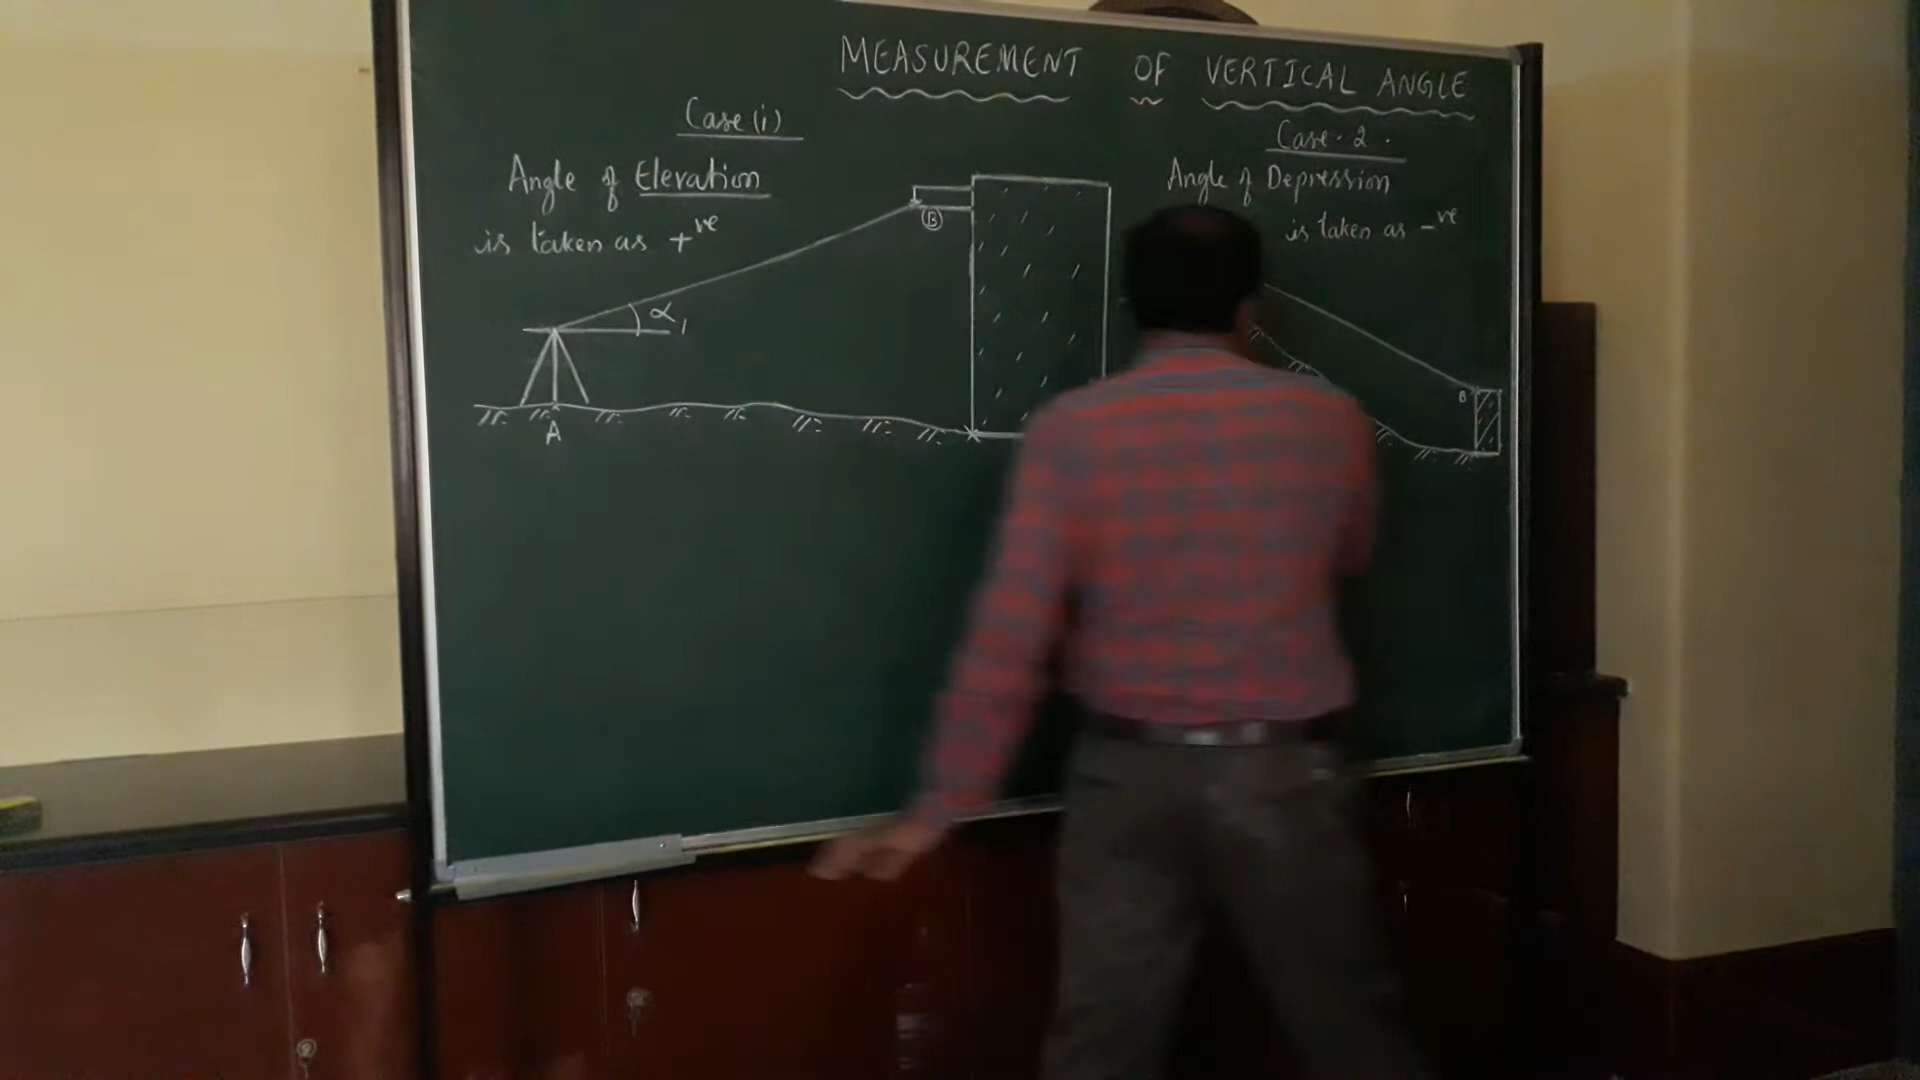 MEASUREMENT OF VERTICAL ANGLE
Case (i)
Angle of Elevation
is taken as +ve
B
α1
A
Case. 2.
Angle of Depression
is taken as -ve
B